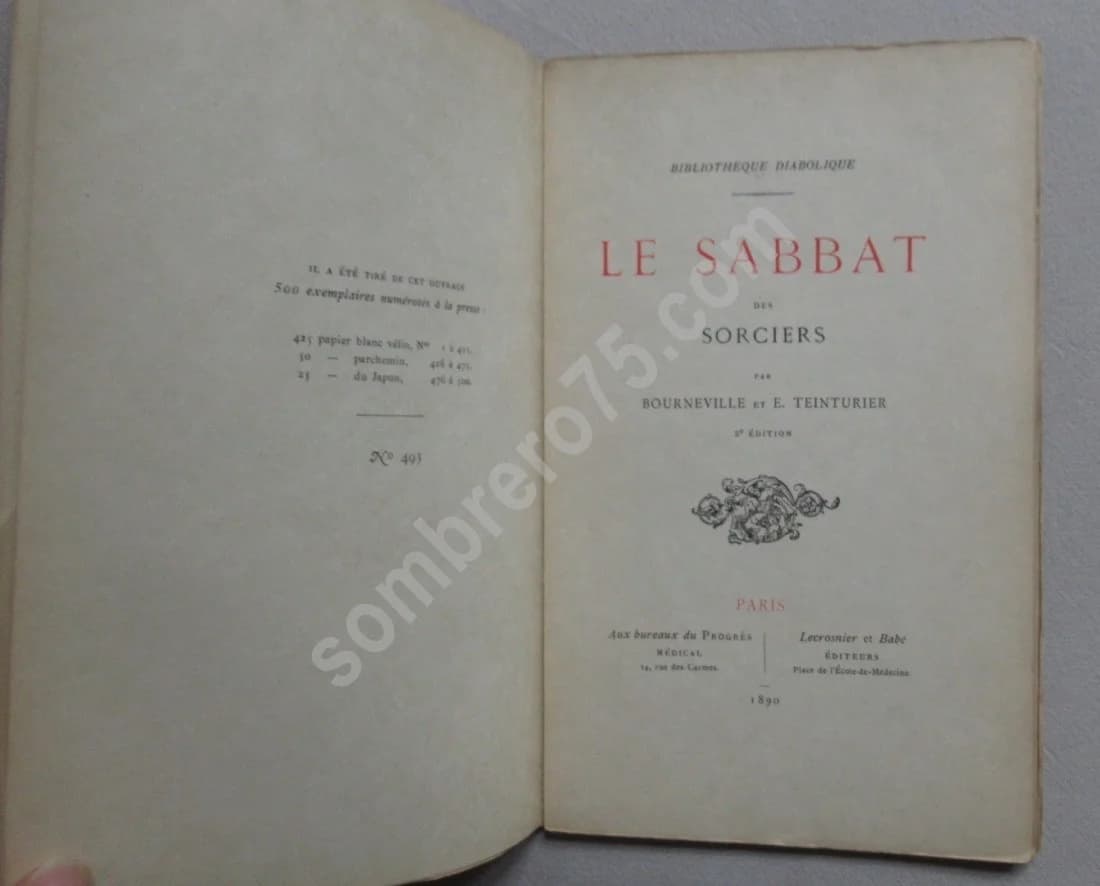 IL A ÉTÉ TIRÉ DE CET OUVRAGE
500 exemplaires numérotés à la presse :
425 papier blanc vélin, Nos 1 à 425.
50 — parchemin, 426 à 475.
25 — du Japon, 476 à 500.
No 493
BIBLIOTHÈQUE DIABOLIQUE
LE SABBAT
DES
SORCIERS
PAR
BOURNEVILLE ET E. TEINTURIER
2e ÉDITION
PARIS
Aux bureaux du PROGRÈS
MÉDICAL
14, rue des Carmes.
Lecrosnier et Babé
ÉDITEURS
Place de l'École-de-Médecine
1890
sombrero75.com